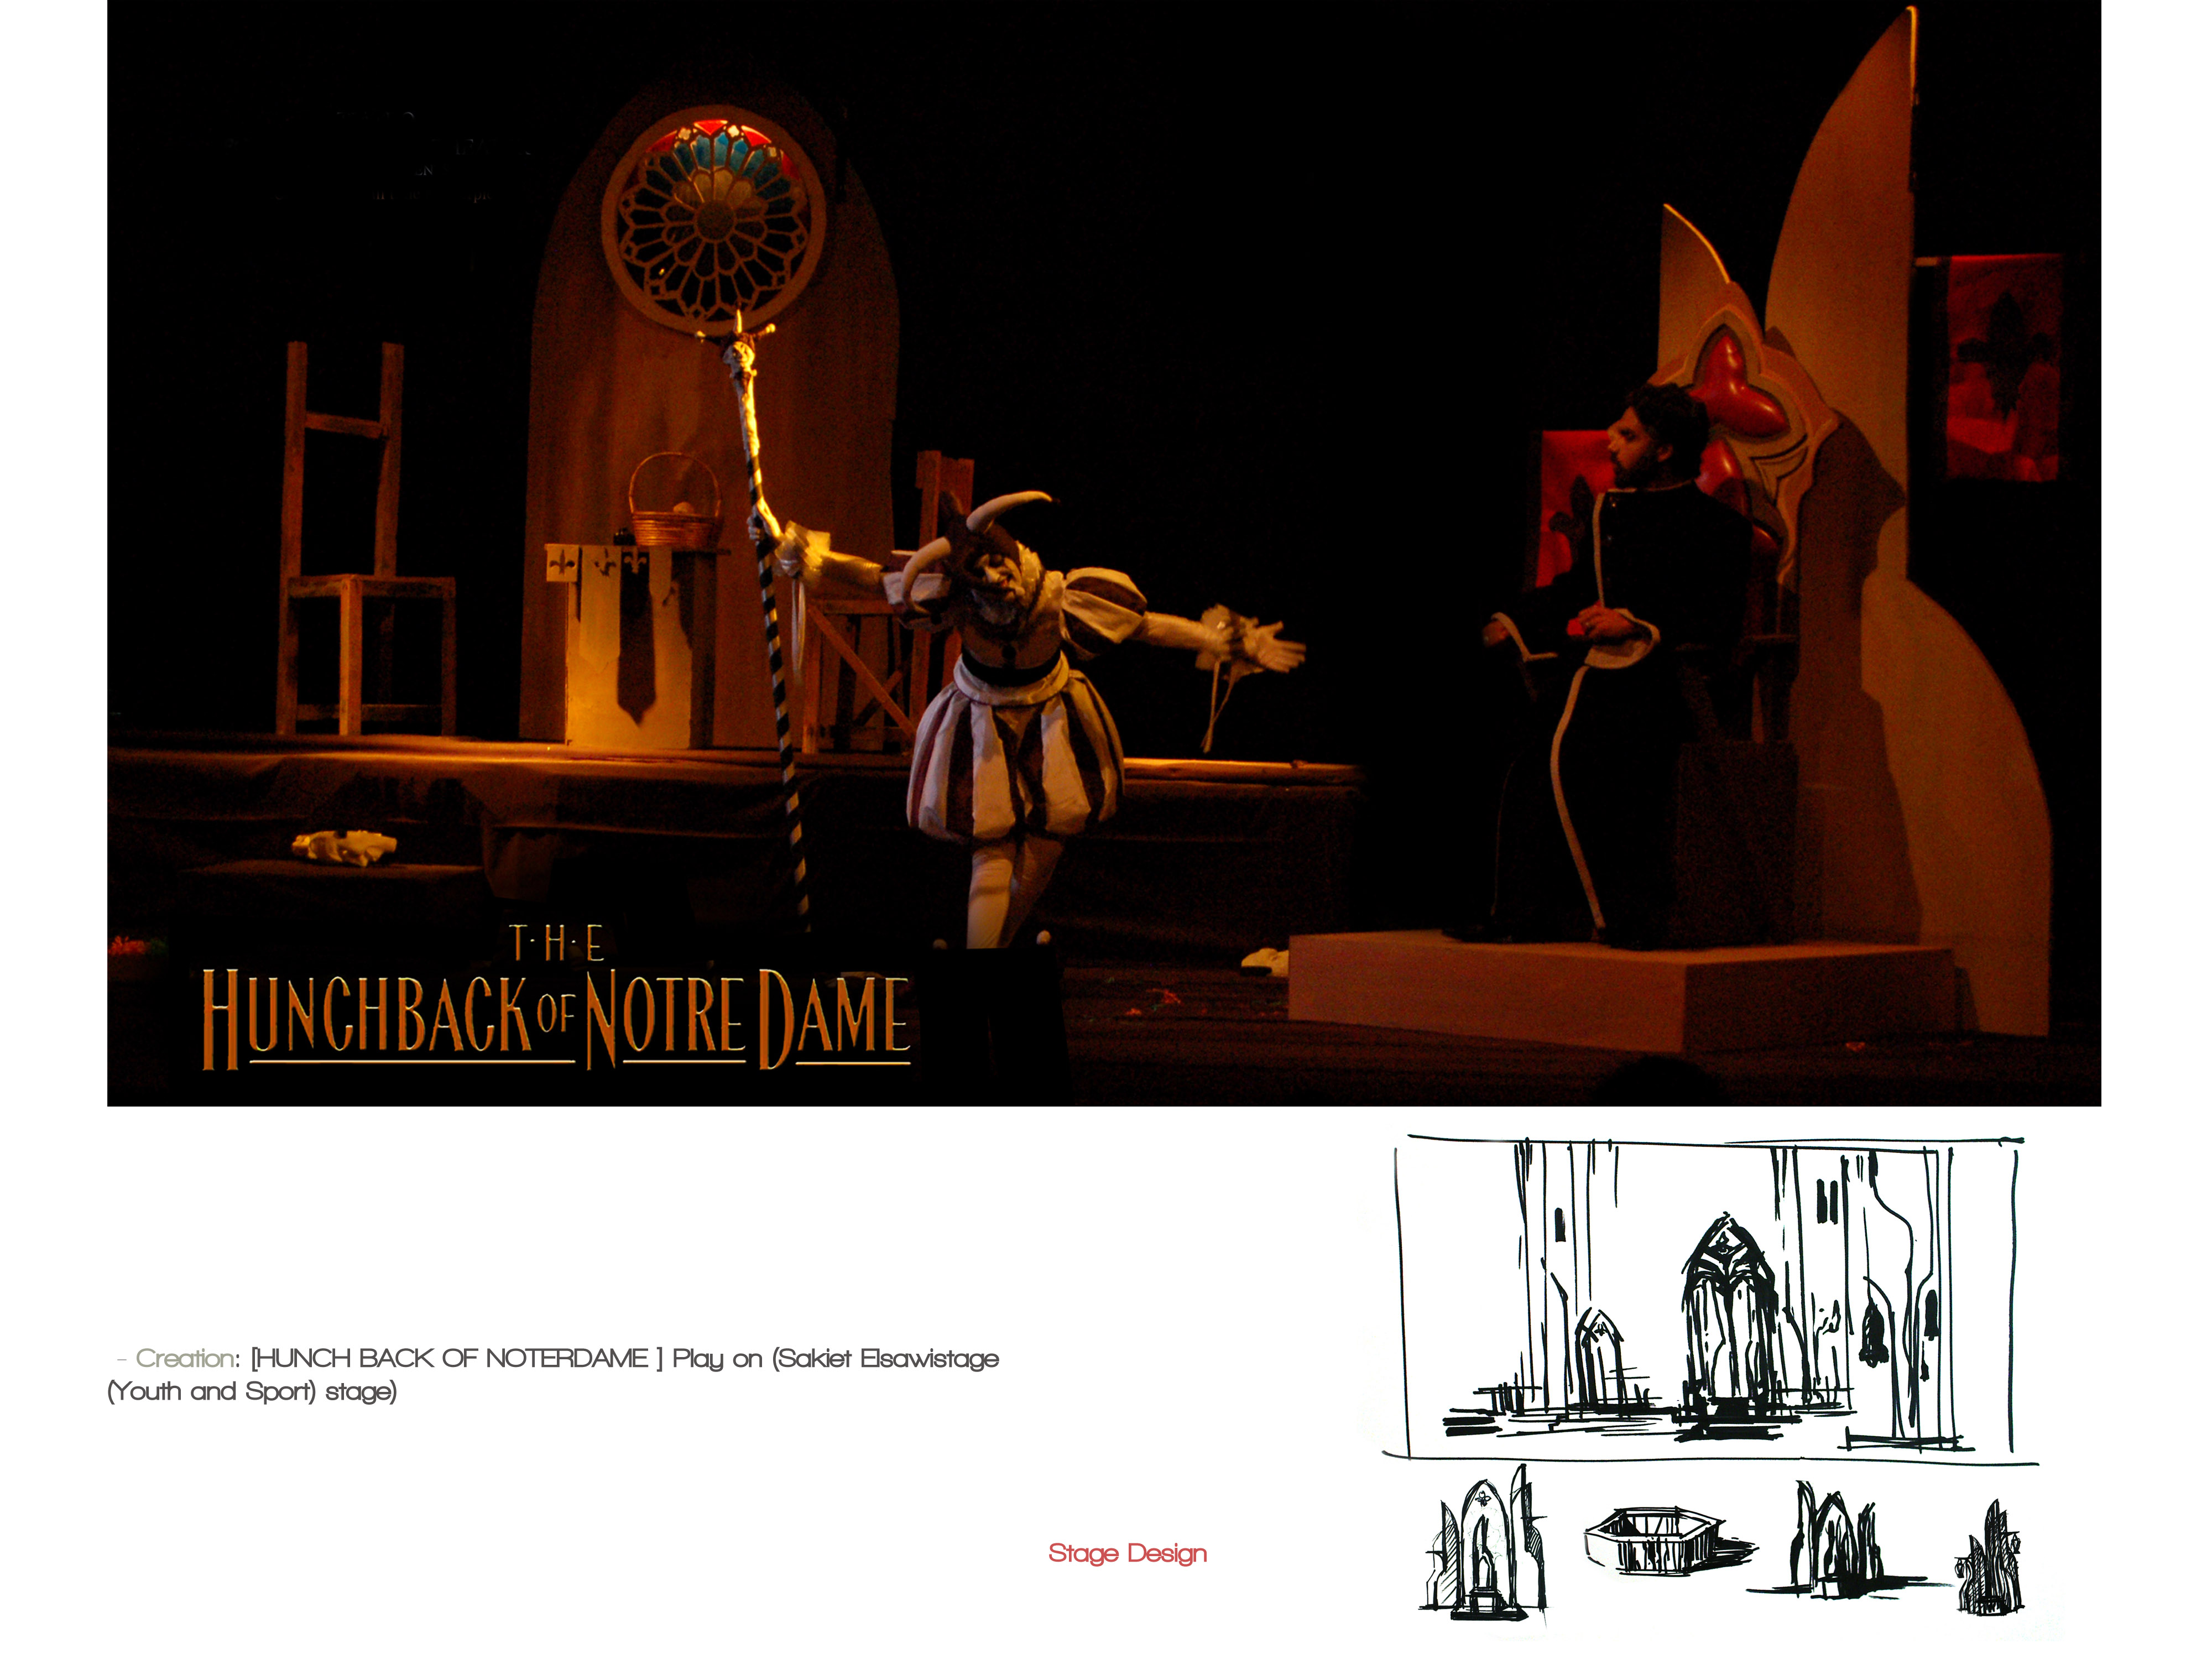 T·H·E
HUNCHBACK OF NOTRE DAME
- Creation: [HUNCH BACK OF NOTERDAME ] Play on (Sakiet Elsawistage
(Youth and Sport) stage)
Stage Design